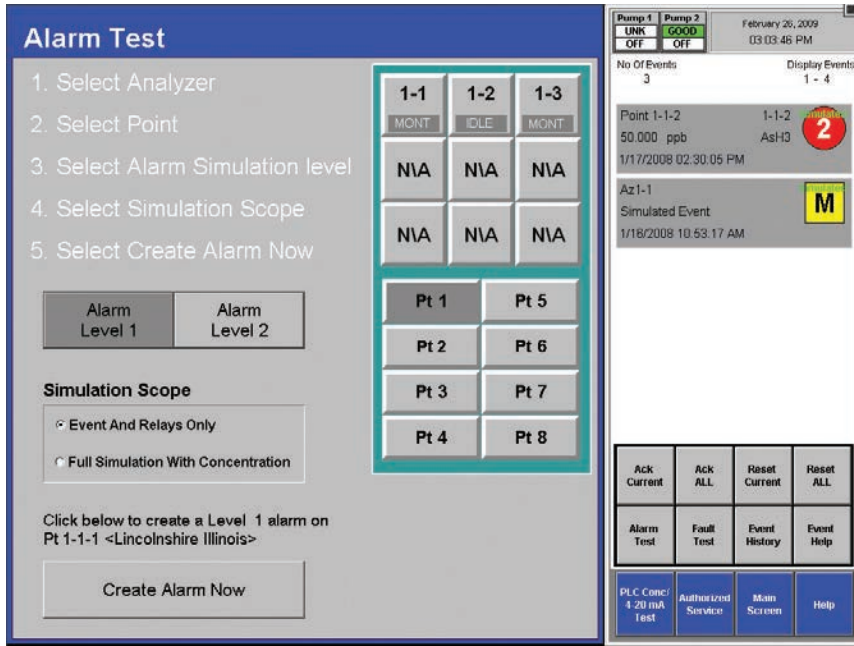 Alarm Test
1. Select Analyzer
2. Select Point
3. Select Alarm Simulation level
4. Select Simulation Scope
5. Select Create Alarm Now
1-1 1-2 1-3
MONT IDLE MONT
N\A N\A N\A
N\A N\A N\A
Alarm Level 1
Alarm Level 2
Pt 1 Pt 5
Pt 2 Pt 6
Pt 3 Pt 7
Pt 4 Pt 8
Simulation Scope
Event And Relays Only
Full Simulation With Concentration
Click below to create a Level 1 alarm on
Pt 1-1-1 <Lincolnshire Illinois>
Create Alarm Now
Pump 1 Pump 2
UNK GOOD
OFF OFF
February 26, 2009
03:03:46 PM
No Of Events Display Events
3 1 - 4
Point 1-1-2 1-1-2
50.000 ppb AsH3
1/17/2008 02:30:05 PM
2
Az1-1
Simulated Event
1/16/2008 10:53:17 AM
M
Ack Current
Ack ALL
Reset Current
Reset ALL
Alarm Test
Fault Test
Event History
Event Help
PLC Conc/ 4-20 mA Test
Authorized Service
Main Screen
Help